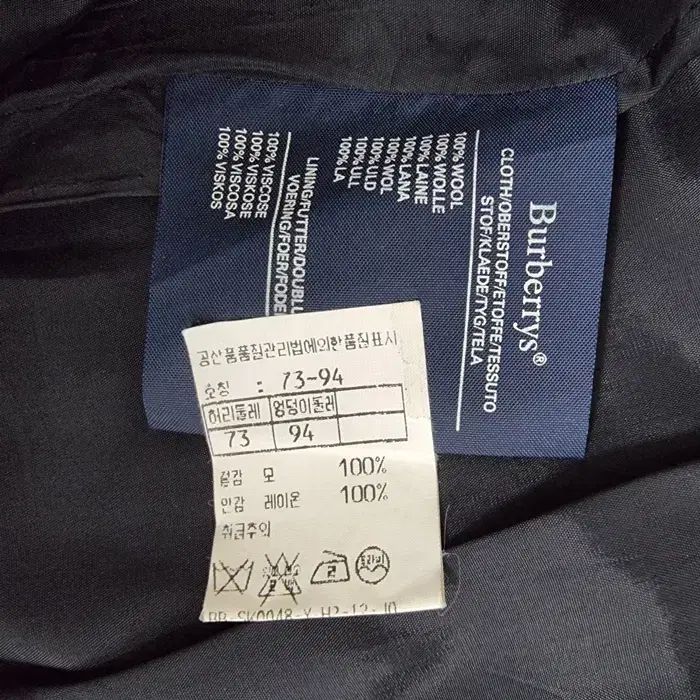 Burberrys®
CLOTH/OBERSTOFF/ETOFFE/TESSUTO
STOF/KLAEDE/TYG/TELA
100% WOOL
100% WOLLE
100% LAINE
100% LANA
100% WOL
100% ULD
100% ULL
100% LA
LINING/FUTTER/DOUBLU
VOERING/FOER/FODE
100% VISCOSE
100% VISKOSE
100% VISCOSA
100% VISKOS
공산품품질관리법에의한품질표시
호칭 : 73-94
허리둘레 엉덩이둘레
73 94
겉감 모 100%
안감 레이온 100%
취급주의